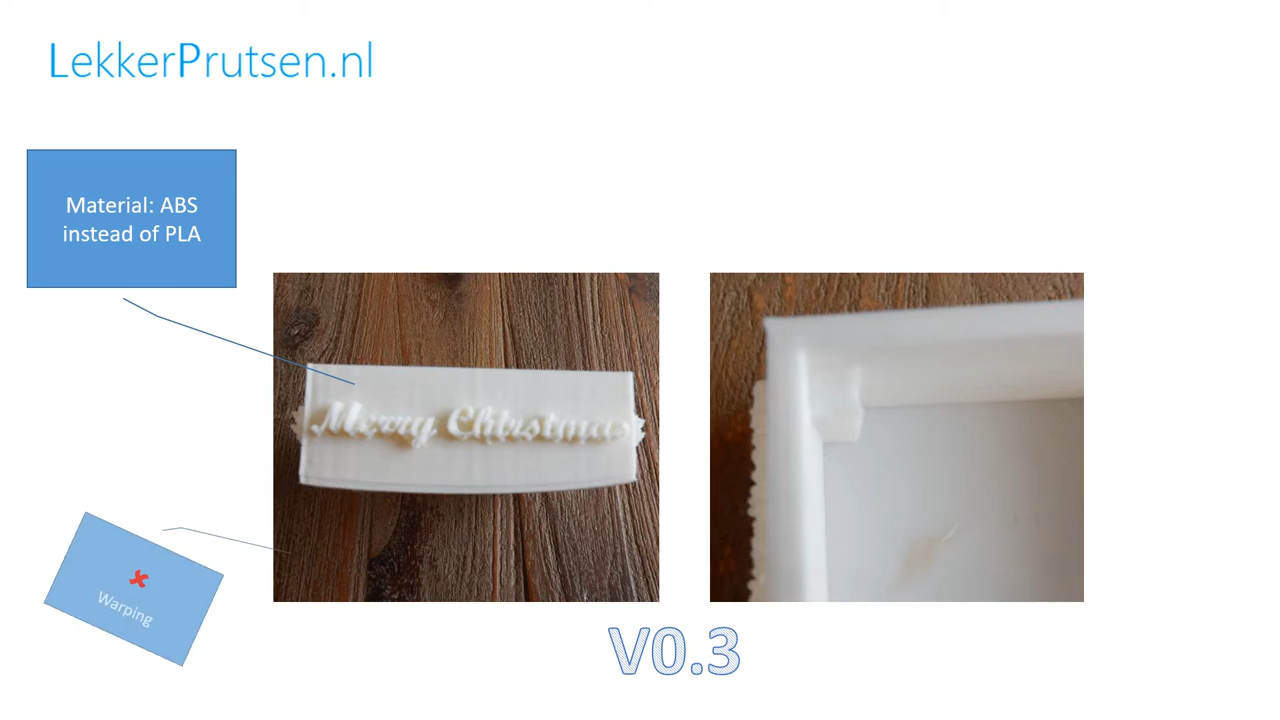 LekkerPrutsen.nl
Material: ABS
instead of PLA
Merry Christmas
Warping
V0.3